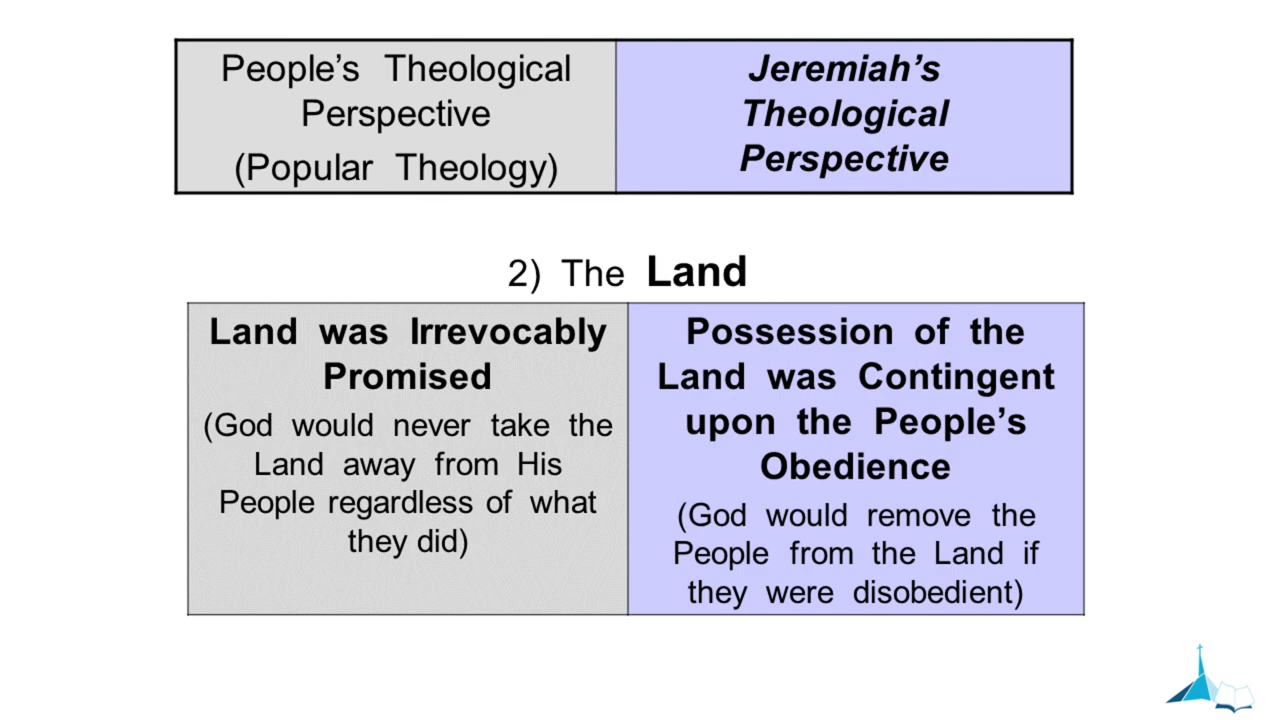 People’s Theological
Perspective
(Popular Theology)
Jeremiah’s
Theological
Perspective
2) The Land
Land was Irrevocably
Promised
(God would never take the
Land away from His
People regardless of what
they did)
Possession of the
Land was Contingent
upon the People’s
Obedience
(God would remove the
People from the Land if
they were disobedient)